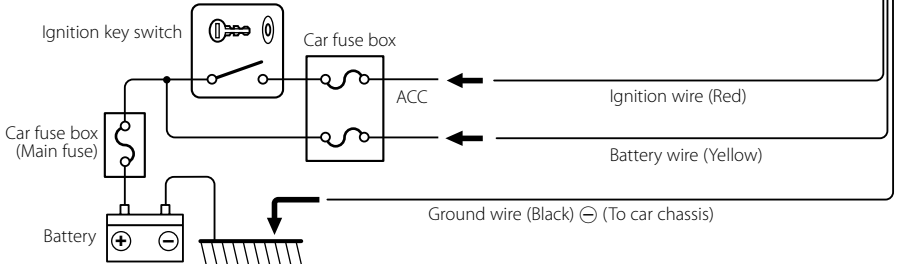 Ignition key switch
Car fuse box
ACC
Ignition wire (Red)
Car fuse box
(Main fuse)
Battery wire (Yellow)
Ground wire (Black) ⊖ (To car chassis)
Battery
⊕ ⊖